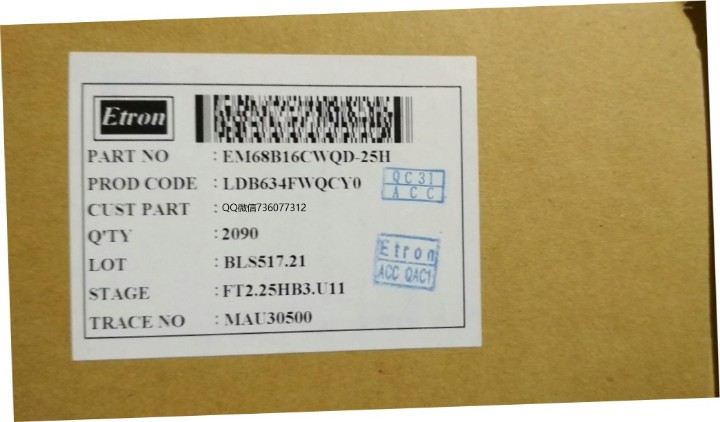 Etron
PART NO : EM68B16CWQD-25H
PROD CODE : LDB634FWQCY0
CUST PART : QQ微信736077312
Q'TY : 2090
LOT : BLS517.21
STAGE : FT2.25HB3.U11
TRACE NO : MAU30500
QC31
ACC
Etron
ACC QAC1